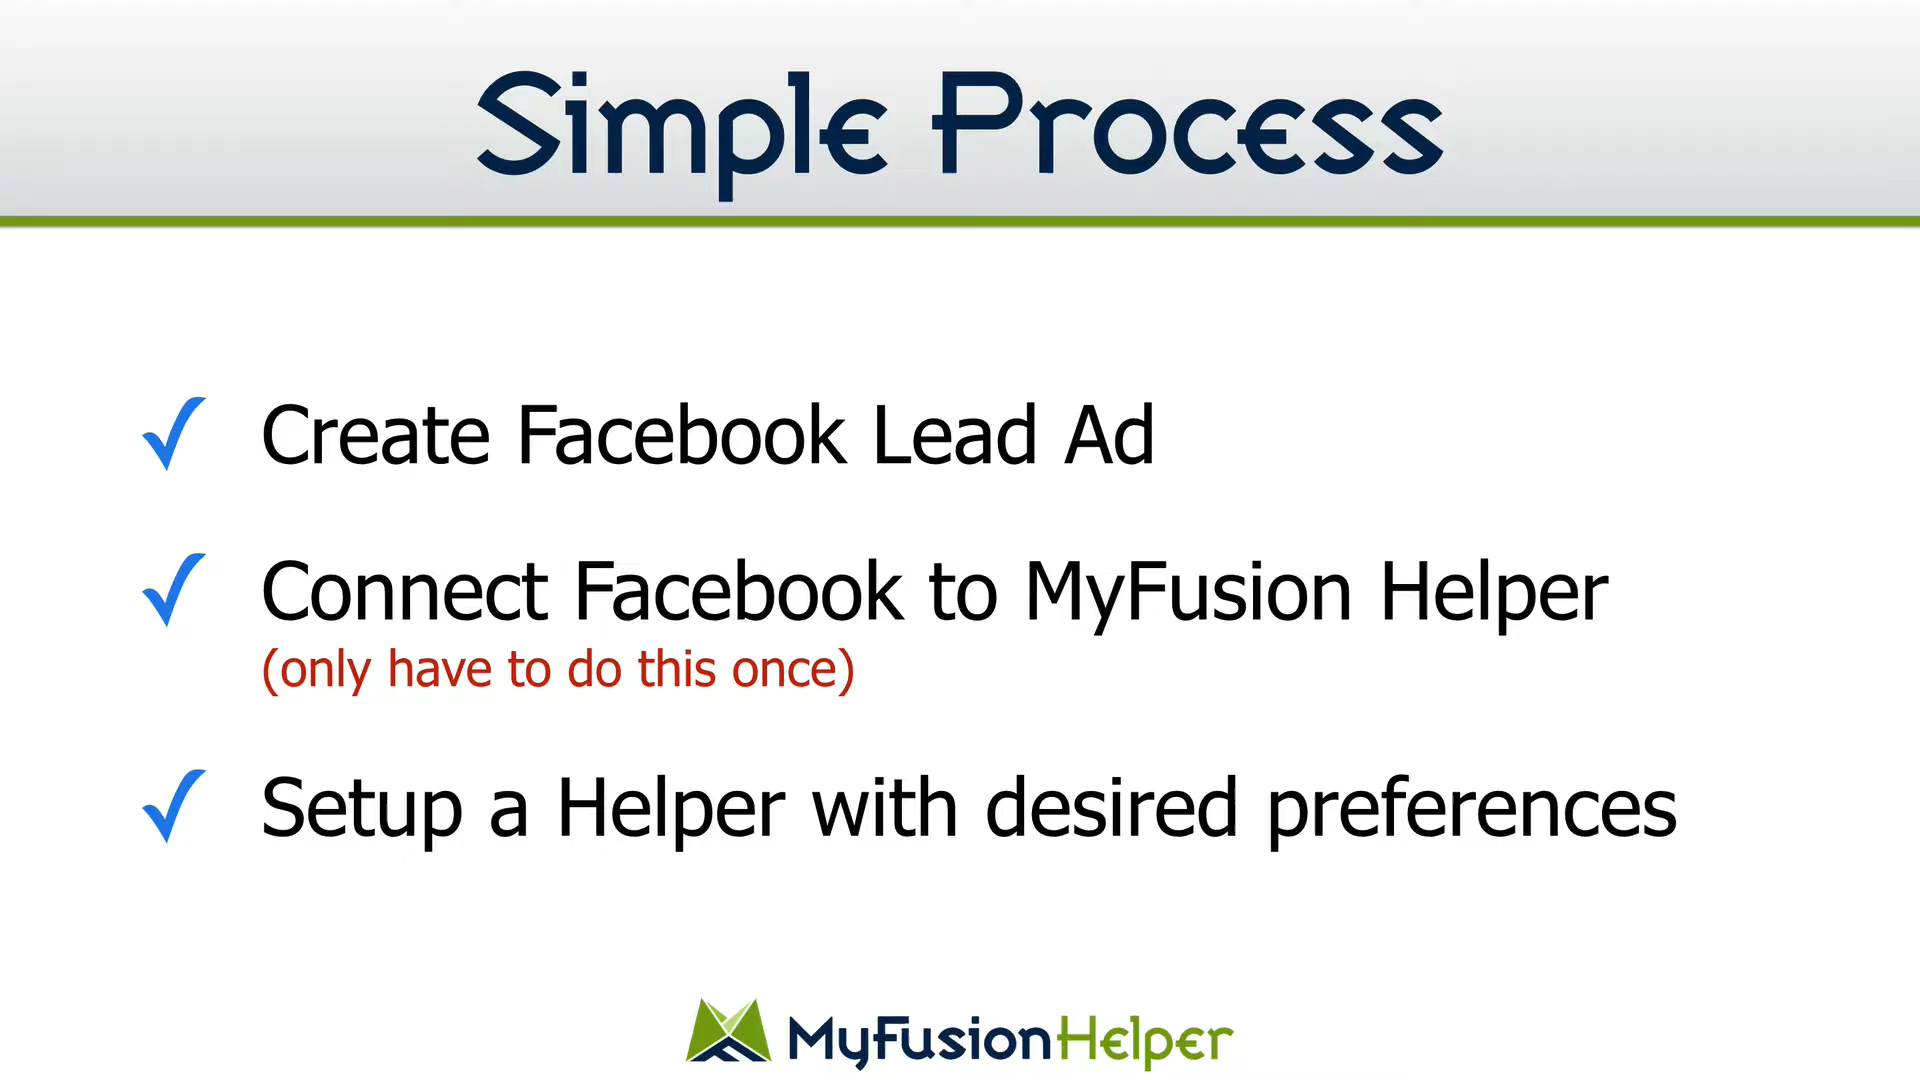 Simple Process
✓ Create Facebook Lead Ad
✓ Connect Facebook to MyFusion Helper
(only have to do this once)
✓ Setup a Helper with desired preferences
MyFusionHelper